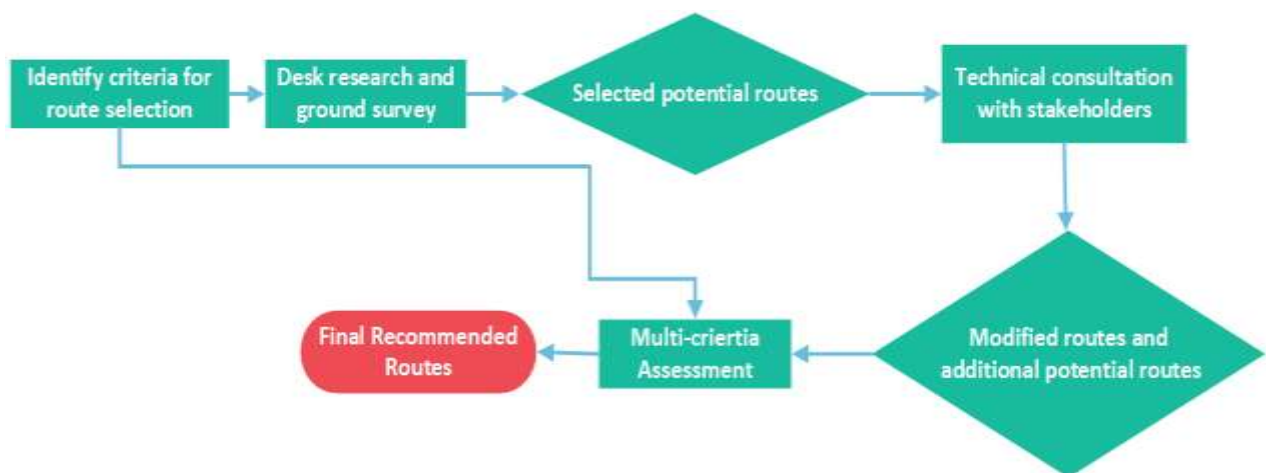 Identify criteria for
route selection
Desk research and
ground survey
Selected potential routes
Technical consultation
with stakeholders
Modified routes and
additional potential routes
Multi-criertia
Assessment
Final Recommended
Routes